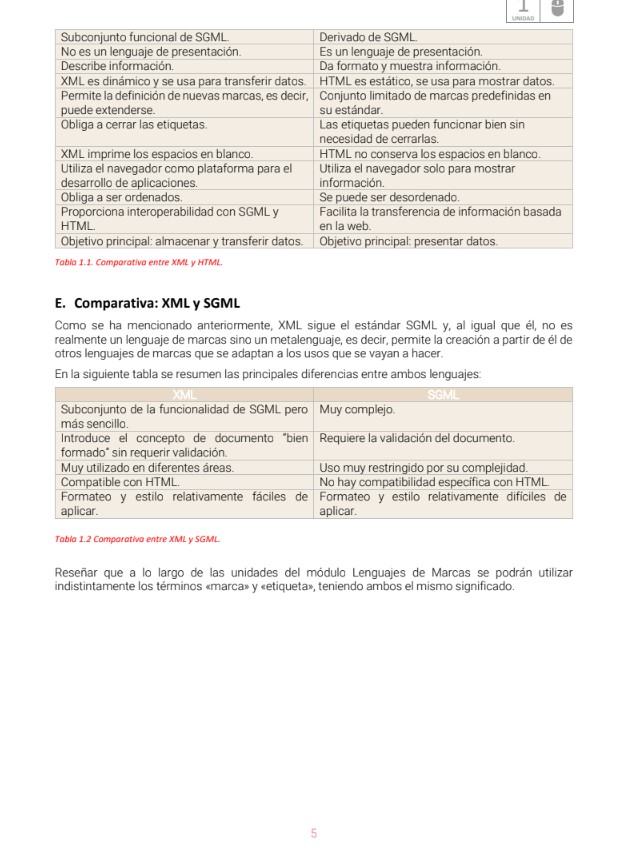 1
UNIDAD
Subconjunto funcional de SGML.
Derivado de SGML.
No es un lenguaje de presentación.
Es un lenguaje de presentación.
Describe información.
Da formato y muestra información.
XML es dinámico y se usa para transferir datos.
HTML es estático, se usa para mostrar datos.
Permite la definición de nuevas marcas, es decir,
puede extenderse.
Conjunto limitado de marcas predefinidas en
su estándar.
Obliga a cerrar las etiquetas.
Las etiquetas pueden funcionar bien sin
necesidad de cerrarlas.
XML imprime los espacios en blanco.
HTML no conserva los espacios en blanco.
Utiliza el navegador como plataforma para el
desarrollo de aplicaciones.
Utiliza el navegador solo para mostrar
información.
Obliga a ser ordenados.
Se puede ser desordenado.
Proporciona interoperabilidad con SGML y
HTML.
Facilita la transferencia de información basada
en la web.
Objetivo principal: almacenar y transferir datos.
Objetivo principal: presentar datos.
Tabla 1.1. Comparativa entre XML y HTML.
E. Comparativa: XML y SGML
Como se ha mencionado anteriormente, XML sigue el estándar SGML y, al igual que él, no es
realmente un lenguaje de marcas sino un metalenguaje, es decir, permite la creación a partir de él de
otros lenguajes de marcas que se adaptan a los usos que se vayan a hacer.
En la siguiente tabla se resumen las principales diferencias entre ambos lenguajes:
XML
SGML
Subconjunto de la funcionalidad de SGML pero
más sencillo.
Muy complejo.
Introduce el concepto de documento "bien
formado" sin requerir validación.
Requiere la validación del documento.
Muy utilizado en diferentes áreas.
Uso muy restringido por su complejidad.
Compatible con HTML.
No hay compatibilidad específica con HTML.
Formateo y estilo relativamente fáciles de
aplicar.
Formateo y estilo relativamente difíciles de
aplicar.
Tabla 1.2 Comparativa entre XML y SGML.
Reseñar que a lo largo de las unidades del módulo Lenguajes de Marcas se podrán utilizar
indistintamente los términos «marca» y «etiqueta», teniendo ambos el mismo significado.
5